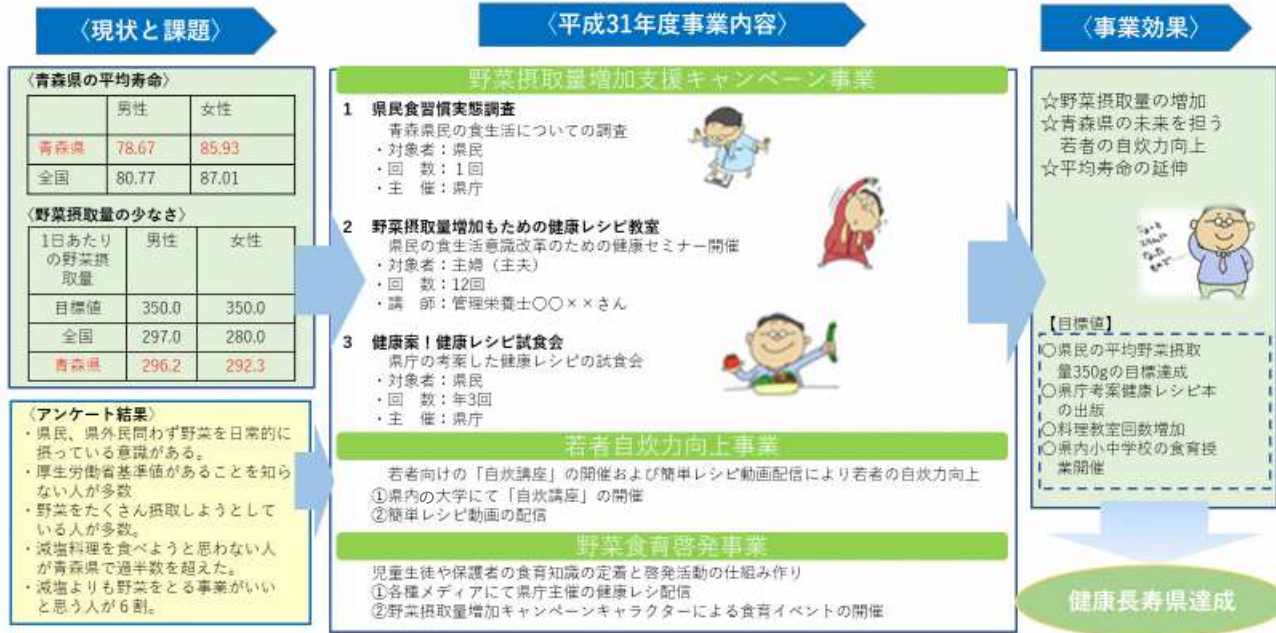 〈現状と課題〉
〈青森県の平均寿命〉
男性 女性
青森県 78.67 85.93
全国 80.77 87.01
〈野菜摂取量の少なさ〉
1日あたり 男性 女性
の野菜摂
取量
目標値 350.0 350.0
全国 297.0 280.0
青森県 296.2 292.3
〈アンケート結果〉
・県民、県外民問わず野菜を日常的に
摂っている意識がある。
・厚生労働省基準値があることを知ら
ない人が多数
・野菜をたくさん摂取しようとして
いる人が多数。
・減塩料理を食べようと思わない人
が青森県で過半数を超えた。
・減塩よりも野菜をとる事業がいい
と思う人が６割。
〈平成31年度事業内容〉
野菜摂取量増加支援キャンペーン事業
1 県民食習慣実態調査
青森県民の食生活についての調査
・対象者：県民
・回 数：１回
・主 催：県庁
2 野菜摂取量増加もための健康レシピ教室
県民の食生活意識改革のための健康セミナー開催
・対象者：主婦（主夫）
・回 数：12回
・講 師：管理栄養士〇〇××さん
3 健康案！健康レシピ試食会
県庁の考案した健康レシピの試食会
・対象者：県民
・回 数：年3回
・主 催：県庁
若者自炊力向上事業
若者向けの「自炊講座」の開催および簡単レシピ動画配信により若者の自炊力向上
①県内の大学にて「自炊講座」の開催
②簡単レシピ動画の配信
野菜食育啓発事業
児童生徒や保護者の食育知識の定着と啓発活動の仕組み作り
①各種メディアにて県庁主催の健康レシ配信
②野菜摂取量増加キャンペーンキャラクターによる食育イベントの開催
〈事業効果〉
☆野菜摂取量の増加
☆青森県の未来を担う
若者の自炊力向上
☆平均寿命の延伸
【目標値】
〇県民の平均野菜摂取
量350gの目標達成
〇県庁考案健康レシピ本
の出版
〇料理教室回数増加
〇県内小中学校の食育授
業開催
健康長寿県達成